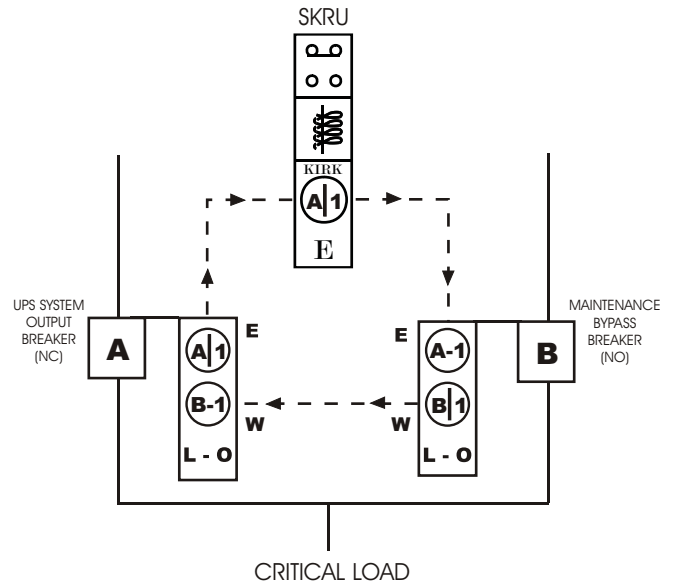 SKRU
KIRK
A|1
E
UPS SYSTEM
OUTPUT
BREAKER
(NC)
A
A|1
E
B-1
W
L - O
E
A-1
W
B|1
L - O
B
MAINTENANCE
BYPASS
BREAKER
(NO)
CRITICAL LOAD